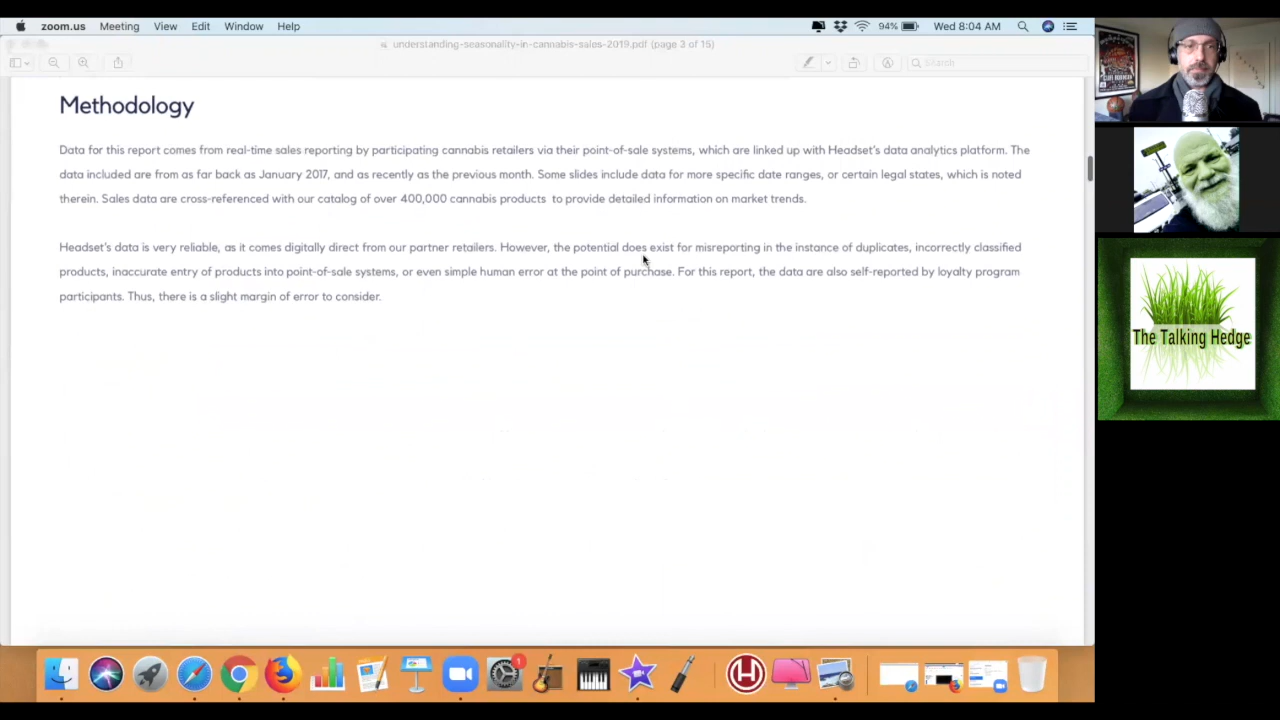 zoom.us Meeting View Edit Window Help 94% Wed 8:04 AM
understanding-seasonality-in-cannabis-sales-2019.pdf (page 3 of 15)
Search
Methodology
Data for this report comes from real-time sales reporting by participating cannabis retailers via their point-of-sale systems, which are linked up with Headset's data analytics platform. The
data included are from as far back as January 2017, and as recently as the previous month. Some slides include data for more specific date ranges, or certain legal states, which is noted
therein. Sales data are cross-referenced with our catalog of over 400,000 cannabis products to provide detailed information on market trends.
Headset's data is very reliable, as it comes digitally direct from our partner retailers. However, the potential does exist for misreporting in the instance of duplicates, incorrectly classified
products, inaccurate entry of products into point-of-sale systems, or even simple human error at the point of purchase. For this report, the data are also self-reported by loyalty program
participants. Thus, there is a slight margin of error to consider.
The Talking Hedge
1
H